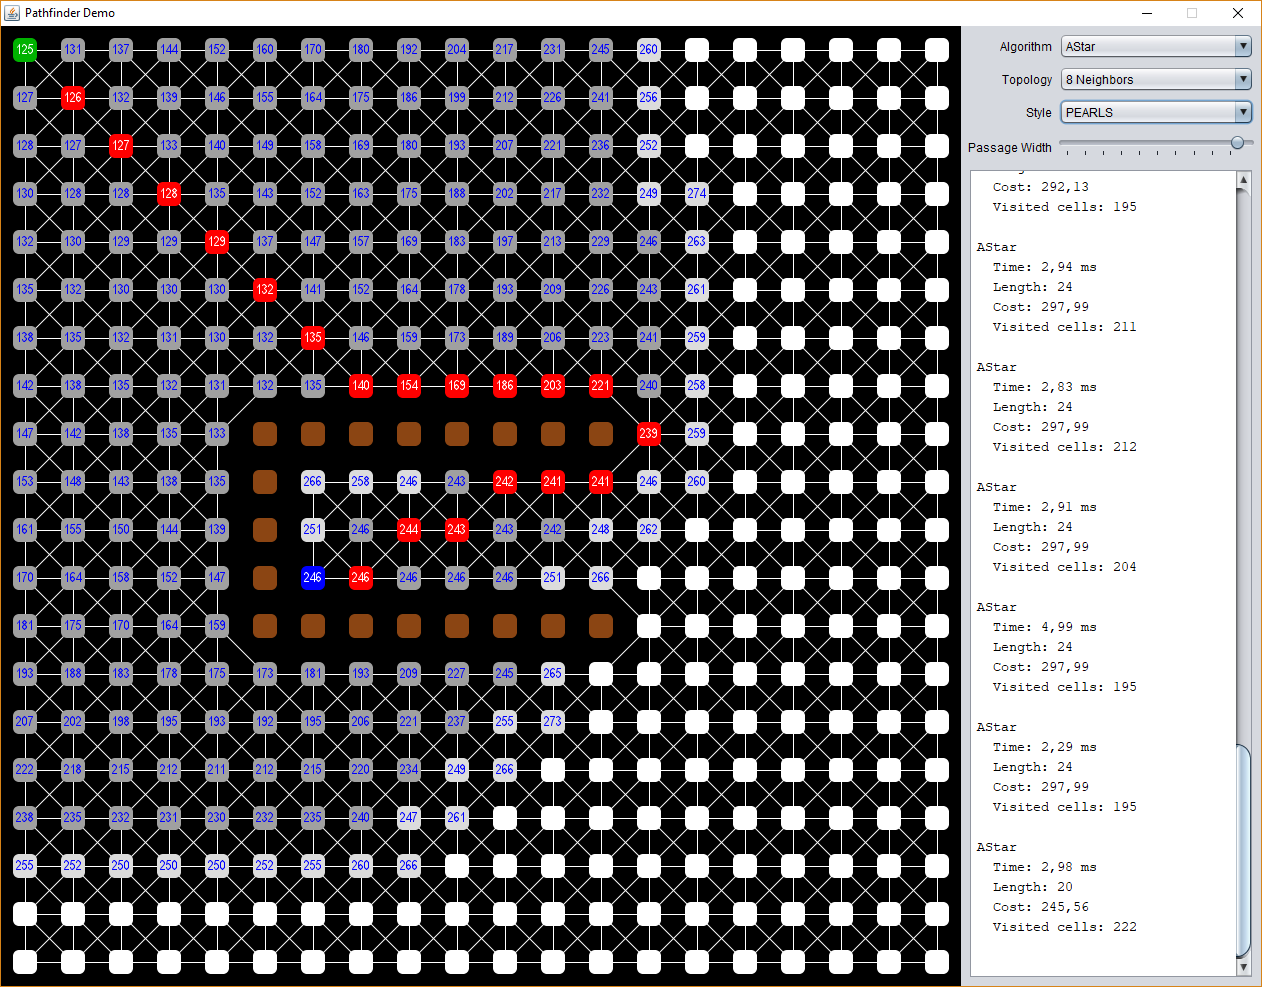 Pathfinder Demo
125 131 137 144 152 160 170 180 192 204 217 231 245 260
127 126 132 139 146 155 164 175 186 199 212 226 241 256
128 127 127 133 140 149 158 169 180 193 207 221 236 252
130 128 128 128 135 143 152 163 175 188 202 217 232 249 274
132 130 129 129 129 137 147 157 169 183 197 213 229 246 263
135 132 130 130 130 132 141 152 164 178 193 209 226 243 261
138 135 132 131 130 132 135 146 159 173 189 206 223 241 259
142 138 135 132 131 132 135 140 154 169 186 203 221 240 258
147 142 138 135 133 239 259
153 148 143 138 135 266 258 246 243 242 241 241 246 260
161 155 150 144 139 251 246 244 243 243 242 248 262
170 164 158 152 147 246 246 246 246 246 251 266
181 175 170 164 159
193 188 183 178 175 173 181 193 209 227 245 265
207 202 198 195 193 192 195 206 221 237 255 273
222 218 215 212 211 212 215 220 234 249 266
238 235 232 231 230 232 235 240 247 261
255 252 250 250 250 252 255 260 266
Algorithm AStar
Topology 8 Neighbors
Style PEARLS
Passage Width
Cost: 292,13
Visited cells: 195
AStar
Time: 2,94 ms
Length: 24
Cost: 297,99
Visited cells: 211
AStar
Time: 2,83 ms
Length: 24
Cost: 297,99
Visited cells: 212
AStar
Time: 2,91 ms
Length: 24
Cost: 297,99
Visited cells: 204
AStar
Time: 4,99 ms
Length: 24
Cost: 297,99
Visited cells: 195
AStar
Time: 2,29 ms
Length: 24
Cost: 297,99
Visited cells: 195
AStar
Time: 2,98 ms
Length: 20
Cost: 245,56
Visited cells: 222